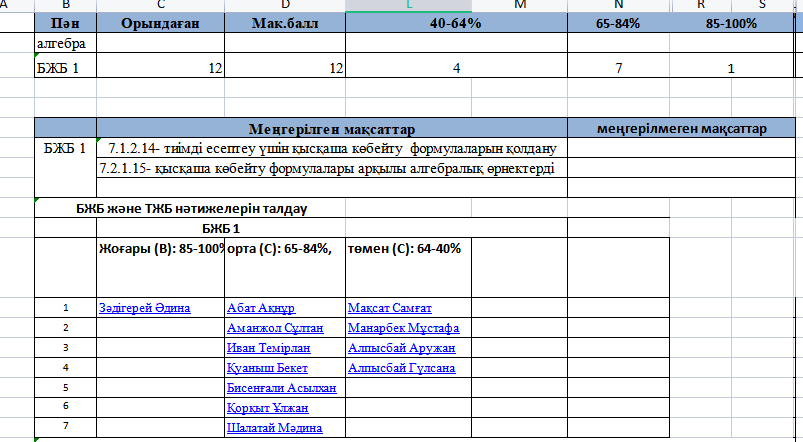 A B C D L M N R S
Пән Орындаған Мак.балл 40-64% 65-84% 85-100%
алгебра
БЖБ 1 12 12 4 7 1
Меңгерілген мақсаттар меңгерілмеген мақсаттар
БЖБ 1 7.1.2.14- тиімді есептеу үшін қысқаша көбейту формулаларын қолдану
7.2.1.15- қысқаша көбейту формулалары арқылы алгебралық өрнектерді
БЖБ және ТЖБ нәтижелерін талдау
БЖБ 1
Жоғары (B): 85-100% орта (C): 65-84%, төмен (C): 64-40%
1 Зәдігерей Әдина Абат Ақнұр Мақсат Самғат
2 Аманжол Сұлтан Манарбек Мұстафа
3 Иван Темірлан Алпысбай Аружан
4 Қуаныш Бекет Алпысбай Гүлсана
5 Бисенғали Асылхан
6 Қорқыт Ұлжан
7 Шалатай Мәдина